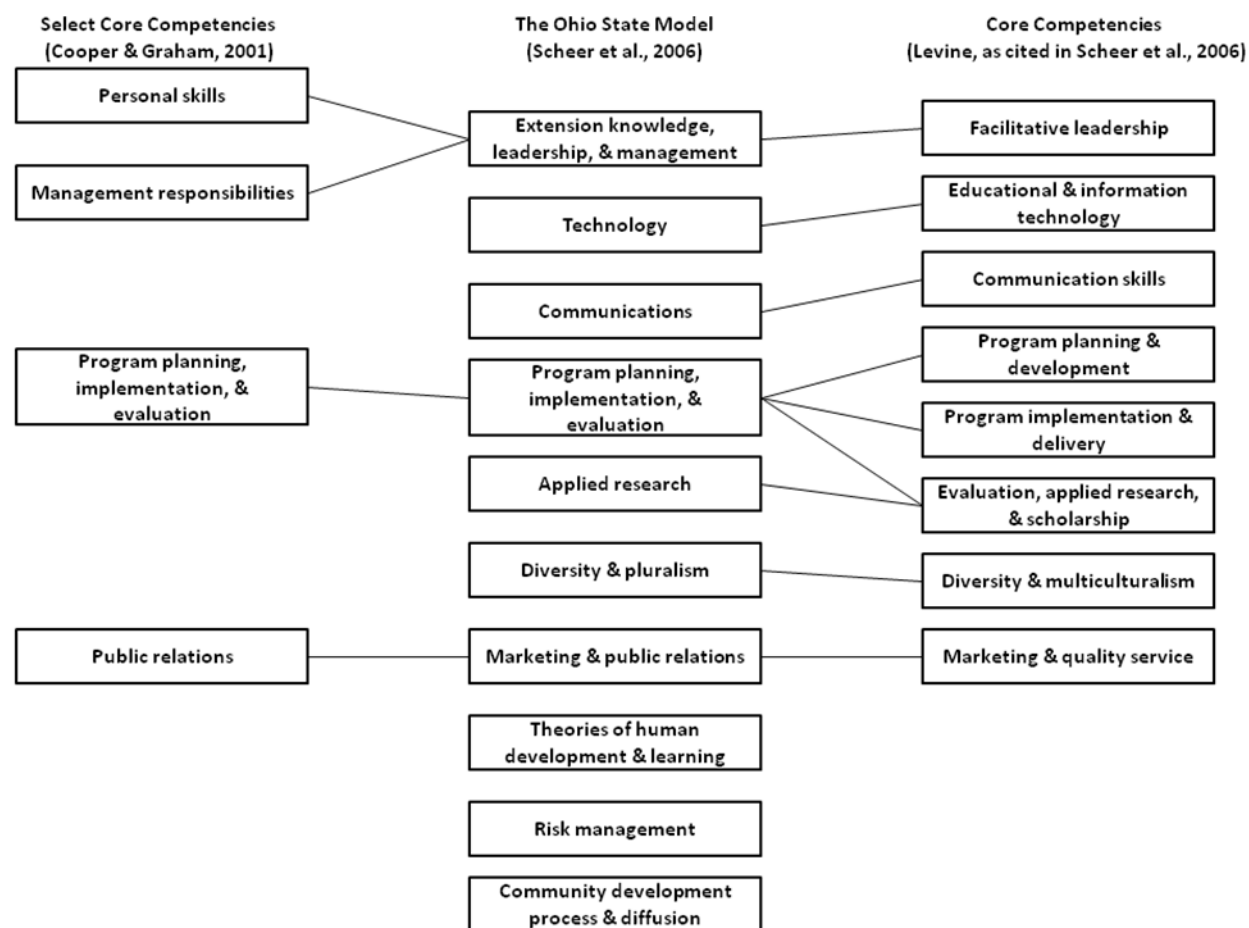 Select Core Competencies
(Cooper & Graham, 2001)
Personal skills
Management responsibilities
Program planning,
implementation, &
evaluation
Public relations
The Ohio State Model
(Scheer et al., 2006)
Extension knowledge,
leadership, & management
Technology
Communications
Program planning,
implementation, &
evaluation
Applied research
Diversity & pluralism
Marketing & public relations
Theories of human
development & learning
Risk management
Community development
process & diffusion
Core Competencies
(Levine, as cited in Scheer et al., 2006)
Facilitative leadership
Educational & information
technology
Communication skills
Program planning &
development
Program implementation &
delivery
Evaluation, applied research,
& scholarship
Diversity & multiculturalism
Marketing & quality service